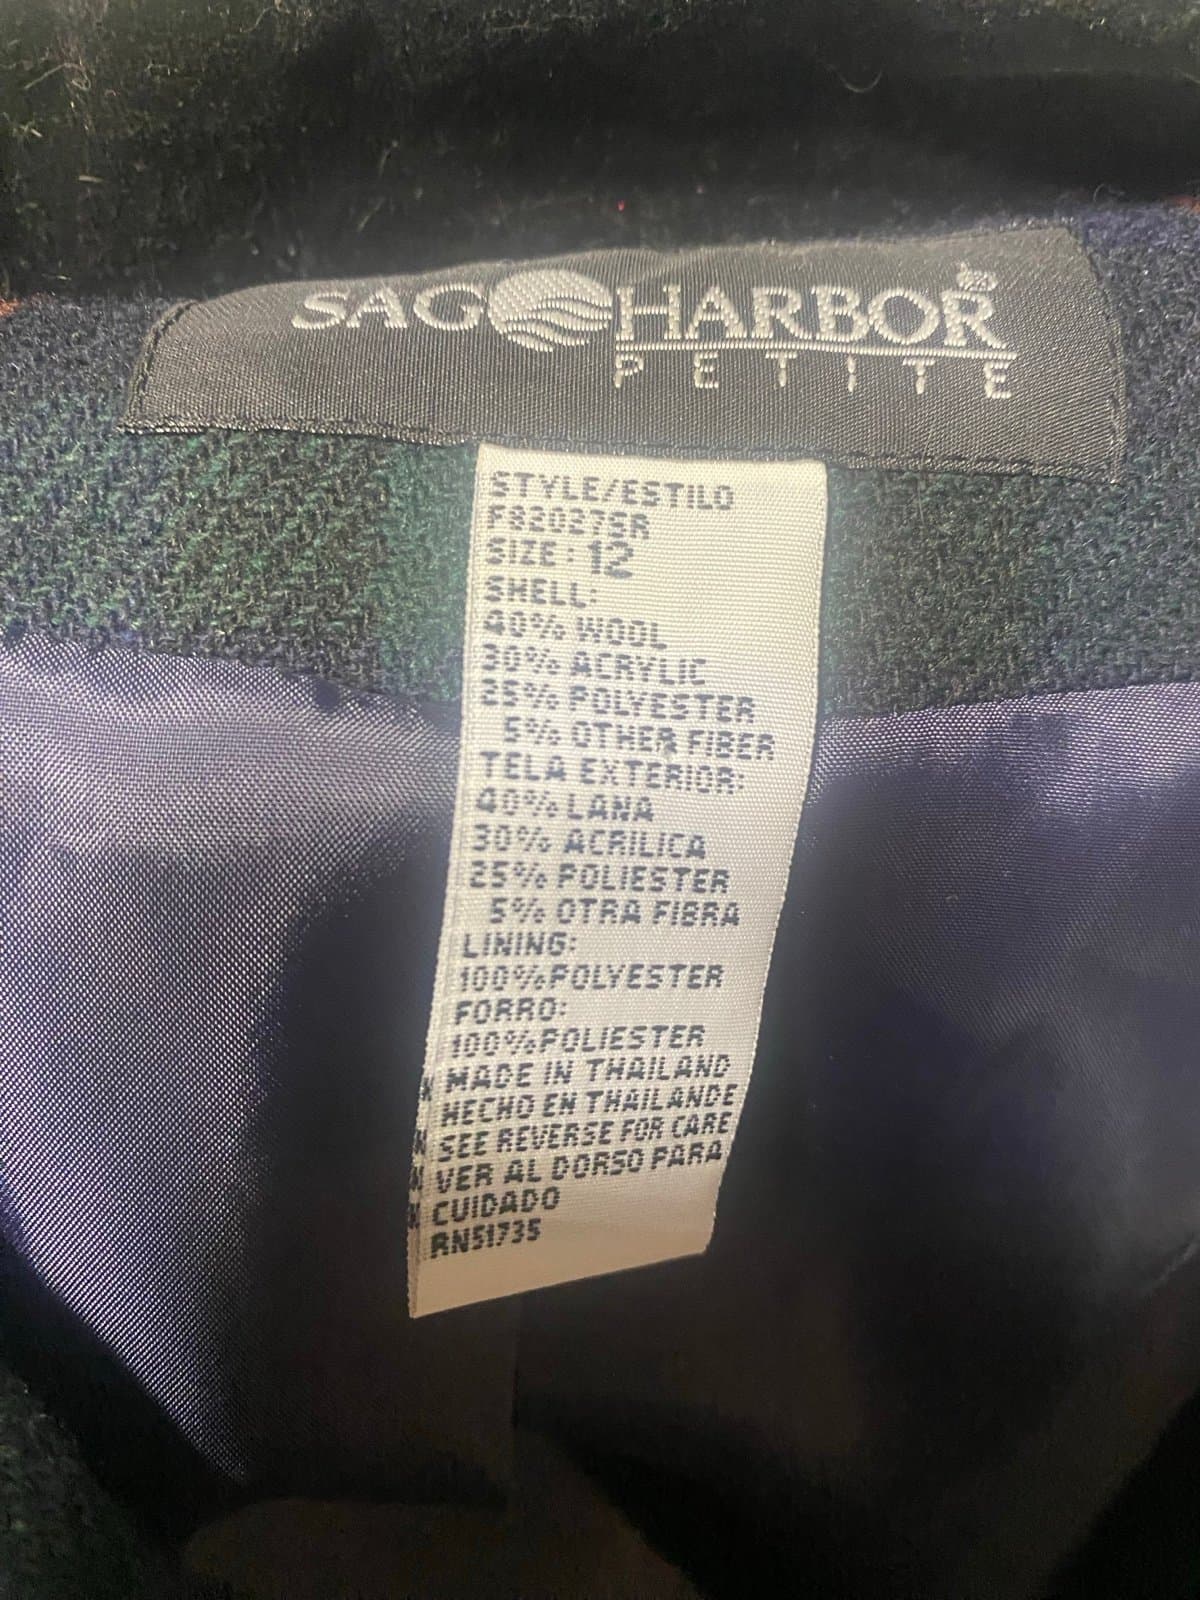 SAG HARBOR®
PETITE
STYLE/ESTILO
F82027SR
SIZE: 12
SHELL:
40% WOOL
30% ACRYLIC
25% POLYESTER
5% OTHER FIBER
TELA EXTERIOR:
40% LANA
30% ACRILICA
25% POLIESTER
5% OTRA FIBRA
LINING:
100%POLYESTER
FORRO:
100%POLIESTER
MADE IN THAILAND
HECHO EN THAILANDE
SEE REVERSE FOR CARE
VER AL DORSO PARA
CUIDADO
RN51735